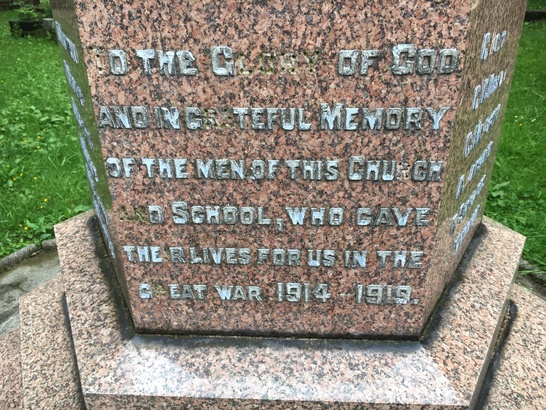 TO THE GLORY OF GOD
AND IN GRATEFUL MEMORY
OF THE MEN OF THIS CHURCH
AND SCHOOL, WHO GAVE
THEIR LIVES FOR US IN THE
GREAT WAR 1914 - 1919.